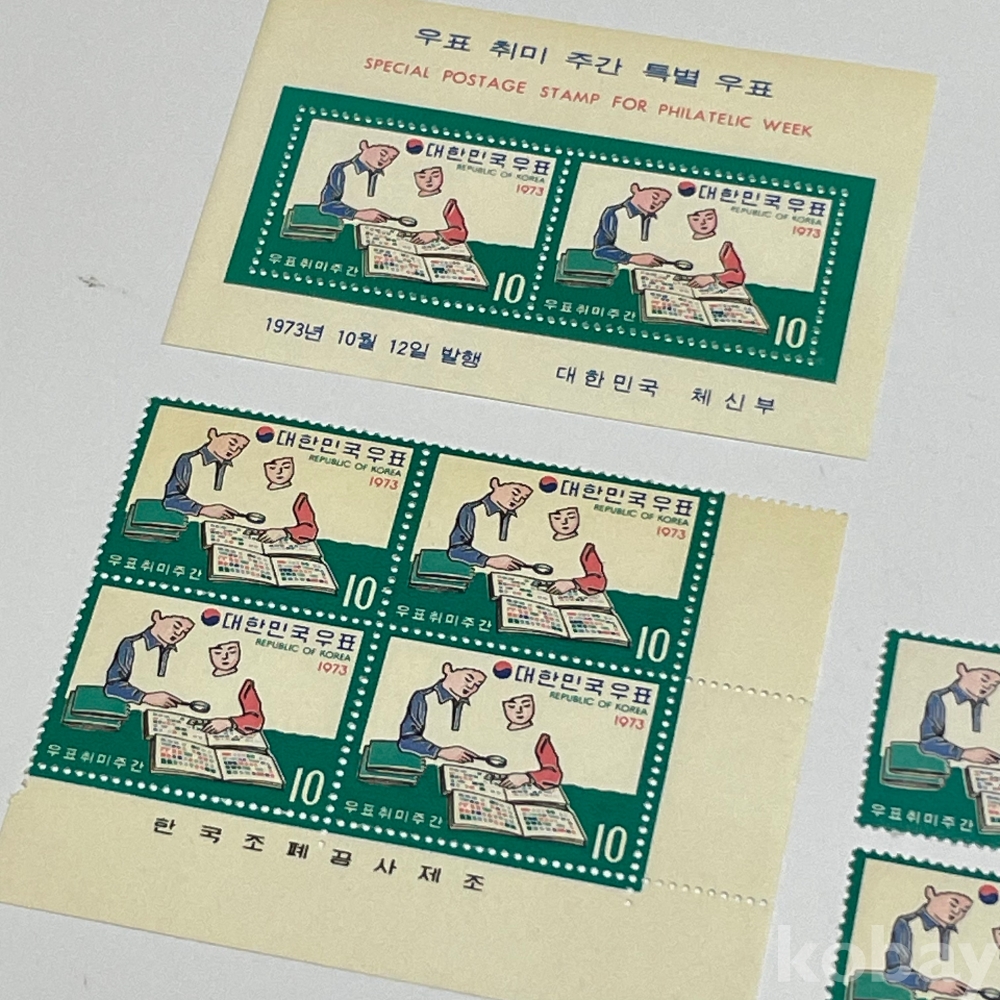 우표 취미 주간 특별 우표
SPECIAL POSTAGE STAMP FOR PHILATELIC WEEK
대한민국우표
REPUBLIC OF KOREA
1973
우표취미주간
10
대한민국우표
REPUBLIC OF KOREA
1973
우표취미주간
10
1973년 10월 12일 발행
대한민국 체신부
대한민국우표
REPUBLIC OF KOREA
1973
우표취미주간
10
대한민국우표
REPUBLIC OF KOREA
1973
우표취미주간
10
대한민국우표
REPUBLIC OF KOREA
1973
우표취미주간
10
대한민국우표
REPUBLIC OF KOREA
1973
우표취미주간
10
한국조폐공사제조
우표취미주간
kobay